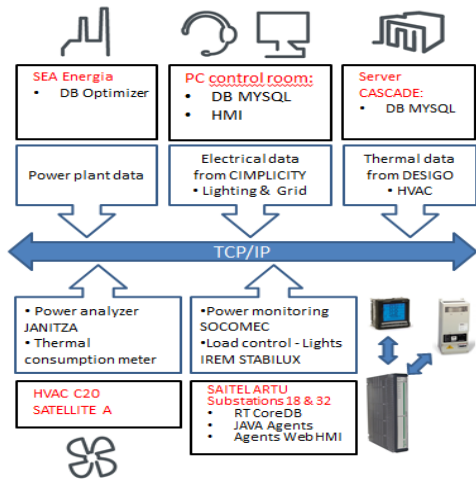 SEA Energia
• DB Optimizer
PC control room:
• DB MYSQL
• HMI
Server
CASCADE:
• DB MYSQL
Power plant data
Electrical data
from CIMPLICITY
• Lighting & Grid
Thermal data
from DESIGO
• HVAC
TCP/IP
• Power analyzer
JANITZA
• Thermal
consumption meter
• Power monitoring
SOCOMEC
• Load control - Lights
IREM STABILUX
HVAC C20
SATELLITE A
SAITEL ARTU
Substations 18 & 32
• RT CoreDB
• JAVA Agents
• Agents Web HMI